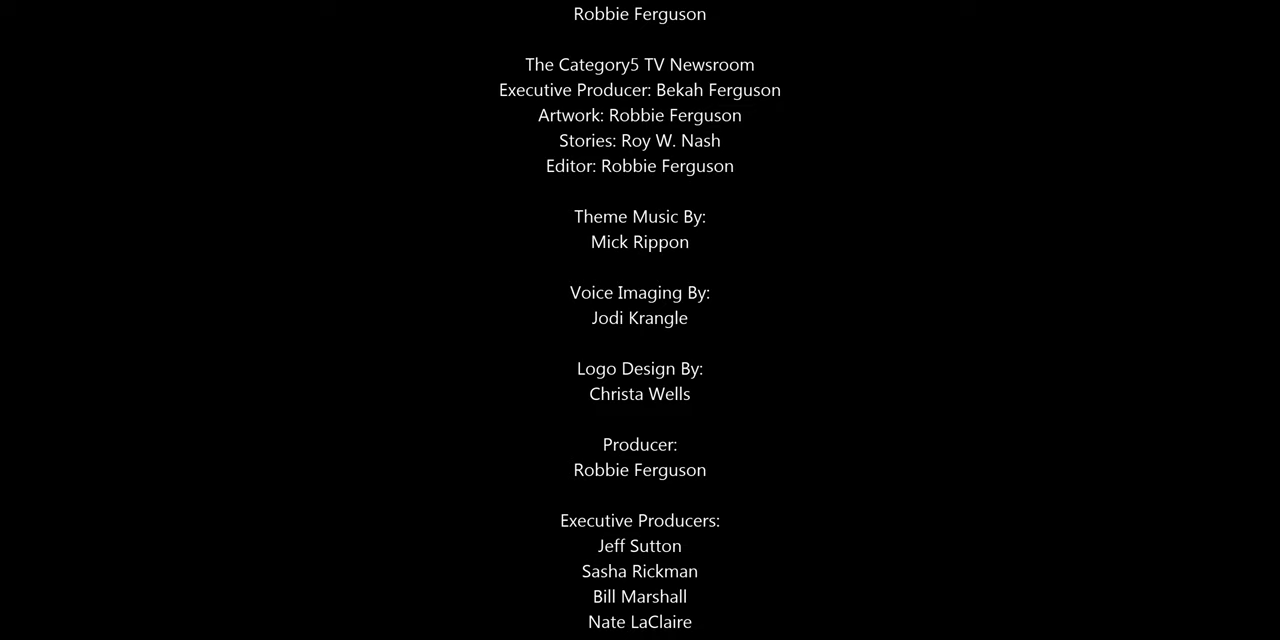 Robbie Ferguson
The Category5 TV Newsroom
Executive Producer: Bekah Ferguson
Artwork: Robbie Ferguson
Stories: Roy W. Nash
Editor: Robbie Ferguson
Theme Music By:
Mick Rippon
Voice Imaging By:
Jodi Krangle
Logo Design By:
Christa Wells
Producer:
Robbie Ferguson
Executive Producers:
Jeff Sutton
Sasha Rickman
Bill Marshall
Nate LaClaire